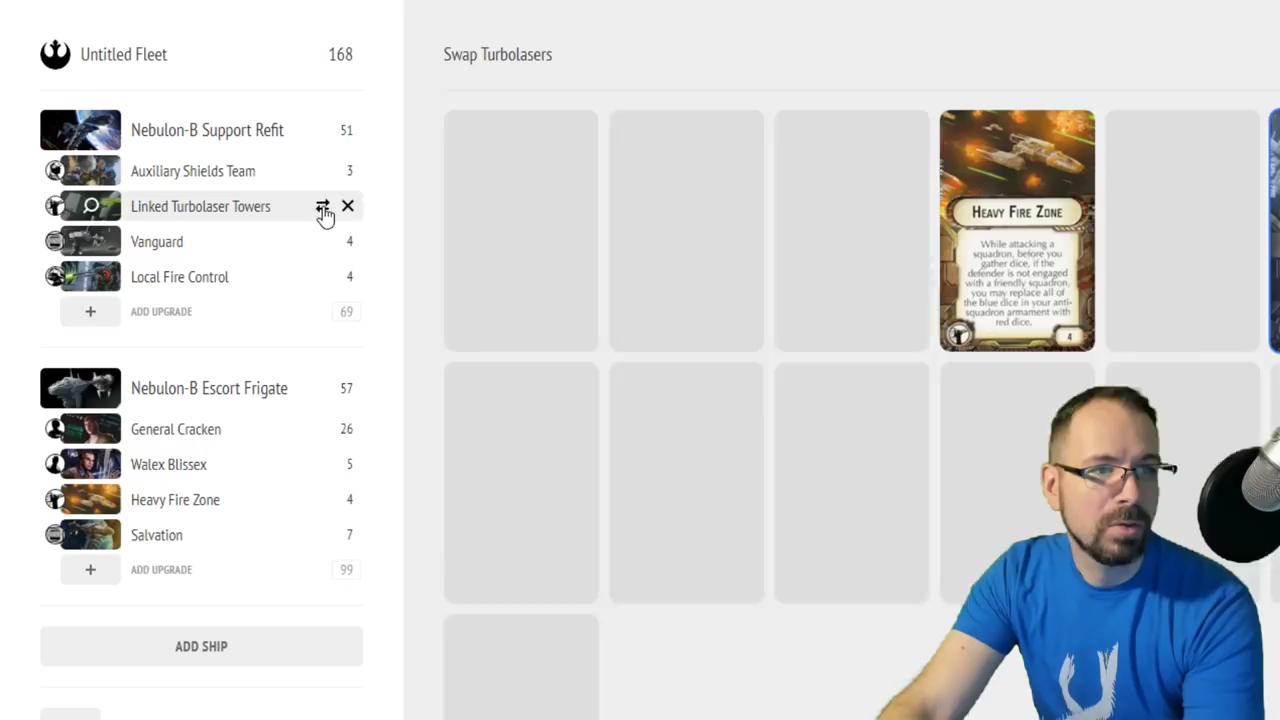 Untitled Fleet 168
Swap Turbolasers
Nebulon-B Support Refit 51
Auxiliary Shields Team 3
Linked Turbolaser Towers
Vanguard 4
Local Fire Control 4
+ ADD UPGRADE 69
Nebulon-B Escort Frigate 57
General Cracken 26
Walex Blissex 5
Heavy Fire Zone 4
Salvation 7
+ ADD UPGRADE 99
ADD SHIP
HEAVY FIRE ZONE
While attacking a
squadron, before you
gather dice, if the
defender is not engaged
with a friendly squadron,
you may replace all of
the blue dice in your anti-
squadron armament with
red dice.
4